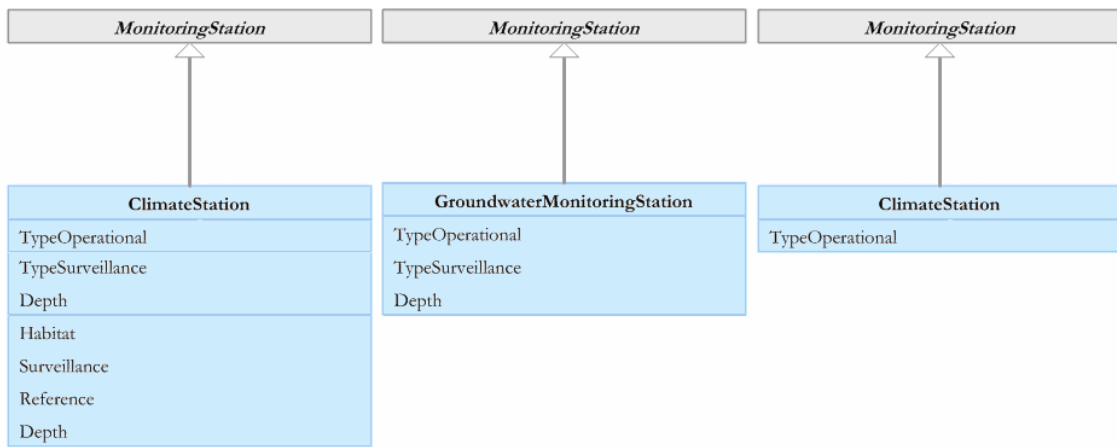 MonitoringStation
ClimateStation
TypeOperational
TypeSurveillance
Depth
Habitat
Surveillance
Reference
Depth
MonitoringStation
GroundwaterMonitoringStation
TypeOperational
TypeSurveillance
Depth
MonitoringStation
ClimateStation
TypeOperational